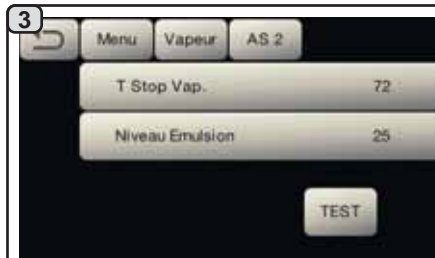 3
Menu Vapeur AS 2
T Stop Vap. 72
Niveau Emulsion 25
TEST